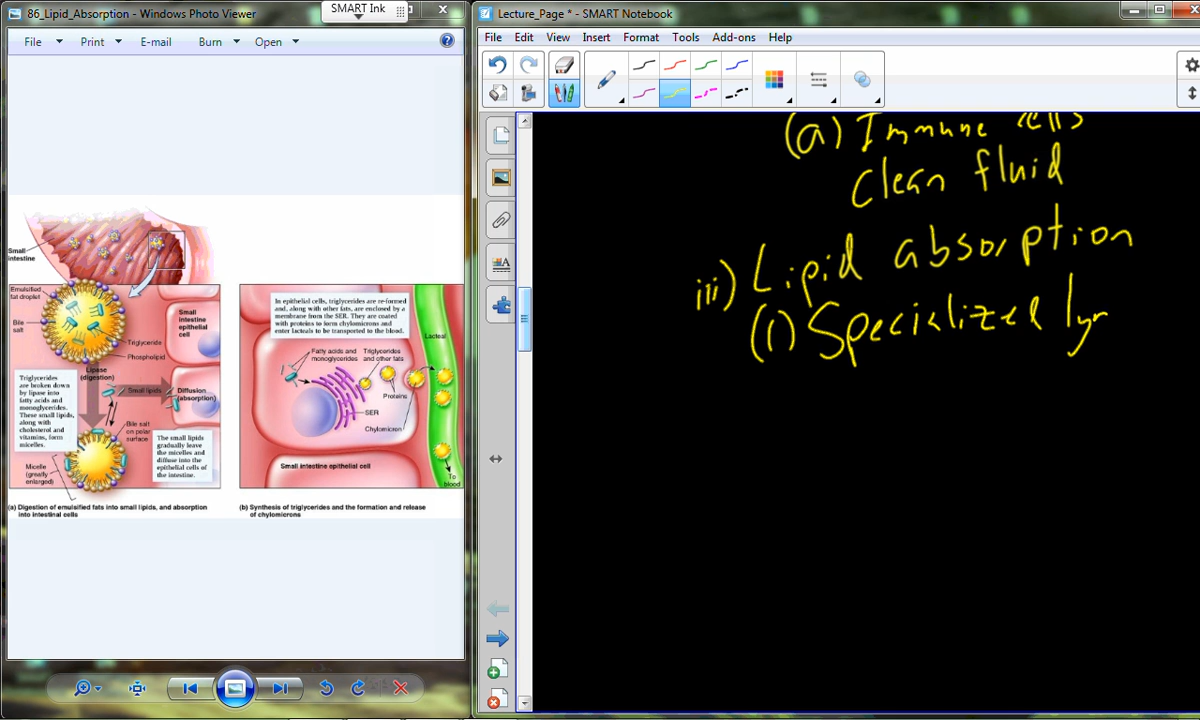 86_Lipid_Absorption - Windows Photo Viewer
SMART Ink
File Print E-mail Burn Open
Small
intestine
Emulsified
fat droplet
Bile
salt
Small
intestine
epithelial
cell
Triglyceride
Phospholipid
Lipase
(digestion)
Triglycerides
are broken down
by lipase into
fatty acids and
monoglycerides.
These small lipids,
along with
cholesterol and
vitamins, form
micelles.
Small lipids
Diffusion
(absorption)
Bile salt
on polar
surface
The small lipids
gradually leave
the micelles and
diffuse into the
epithelial cells of
the intestine.
Micelle
(greatly
enlarged)
(a) Digestion of emulsified fats into small lipids, and absorption
into intestinal cells
In epithelial cells, triglycerides are re-formed
and, along with other fats, are enclosed by a
membrane from the SER. They are coated
with proteins to form chylomicrons and
enter lacteals to be transported to the blood.
Lacteal
Fatty acids and
monoglycerides
Triglycerides
and other fats
Proteins
SER
Chylomicron
Small intestine epithelial cell
To
blood
(b) Synthesis of triglycerides and the formation and release
of chylomicrons
Lecture_Page * - SMART Notebook
File Edit View Insert Format Tools Add-ons Help
(a) Immune cells
Clean fluid
iii) Lipid absorption
(1) Specialized lyr